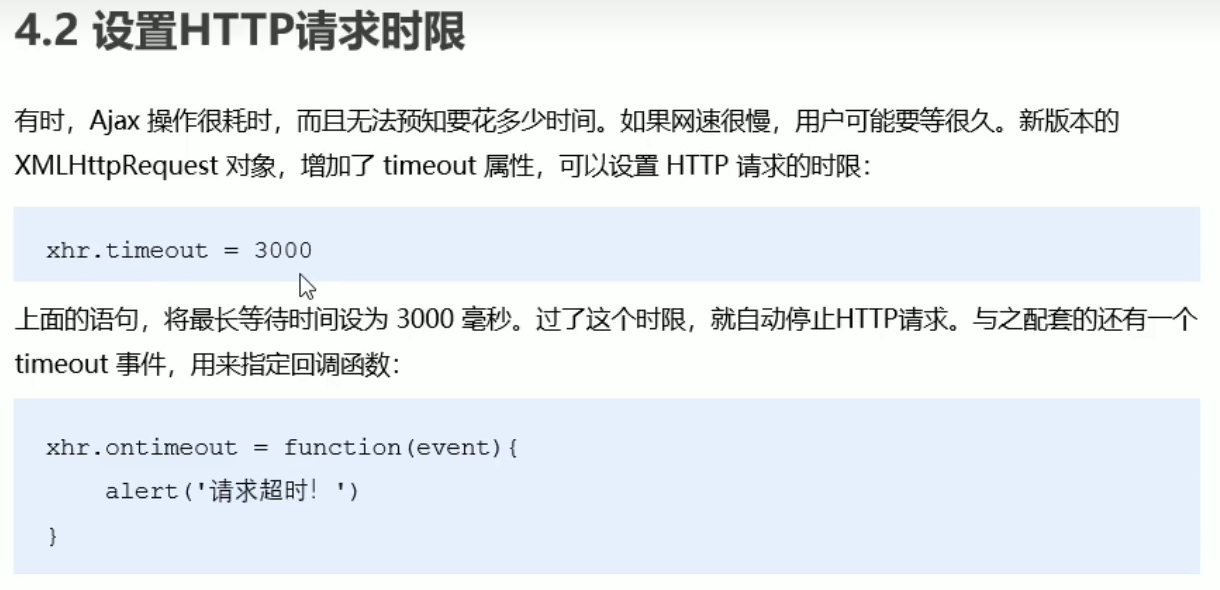 4.2 设置HTTP请求时限
有时，Ajax 操作很耗时，而且无法预知要花多少时间。如果网速很慢，用户可能要等很久。新版本的
XMLHttpRequest 对象，增加了 timeout 属性，可以设置 HTTP 请求的时限：
xhr.timeout = 3000
上面的语句，将最长等待时间设为 3000 毫秒。过了这个时限，就自动停止HTTP请求。与之配套的还有一个
timeout 事件，用来指定回调函数：
xhr.ontimeout = function(event){
    alert('请求超时！')
}